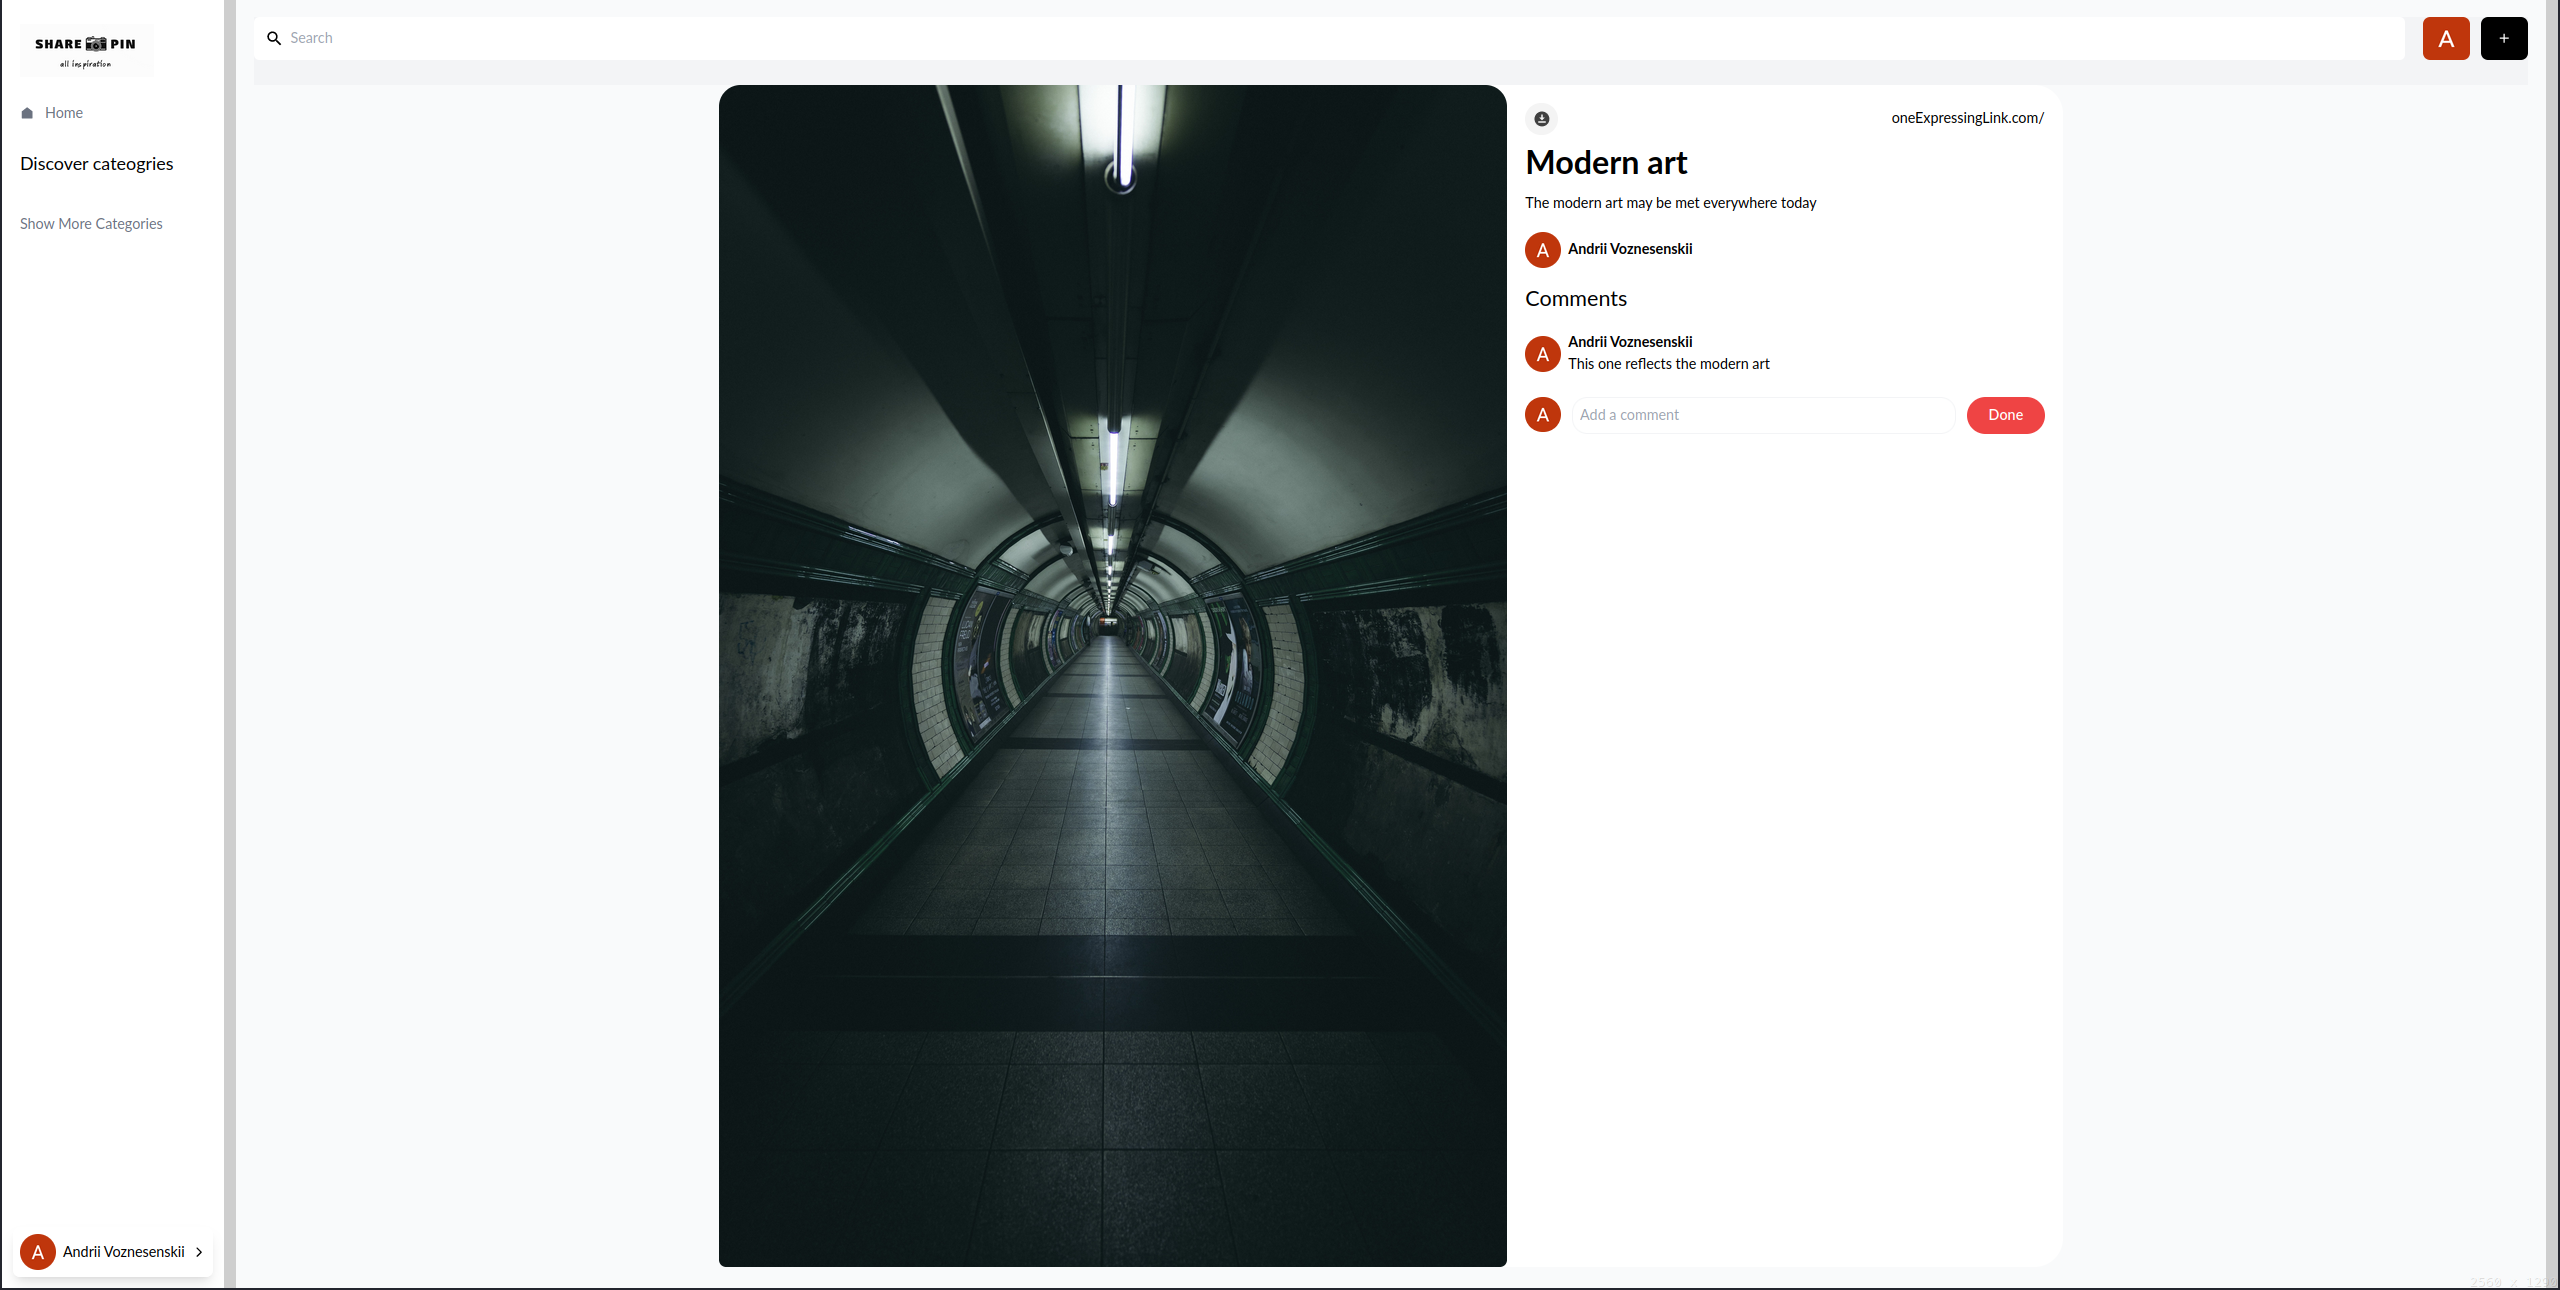 SHARE PIN
all inspiration
Home
Discover cateogries
Show More Categories
Andrii Voznesenskii
Search
A
+
oneExpressingLink.com/
Modern art
The modern art may be met everywhere today
A Andrii Voznesenskii
Comments
A Andrii Voznesenskii
This one reflects the modern art
A Add a comment Done
A